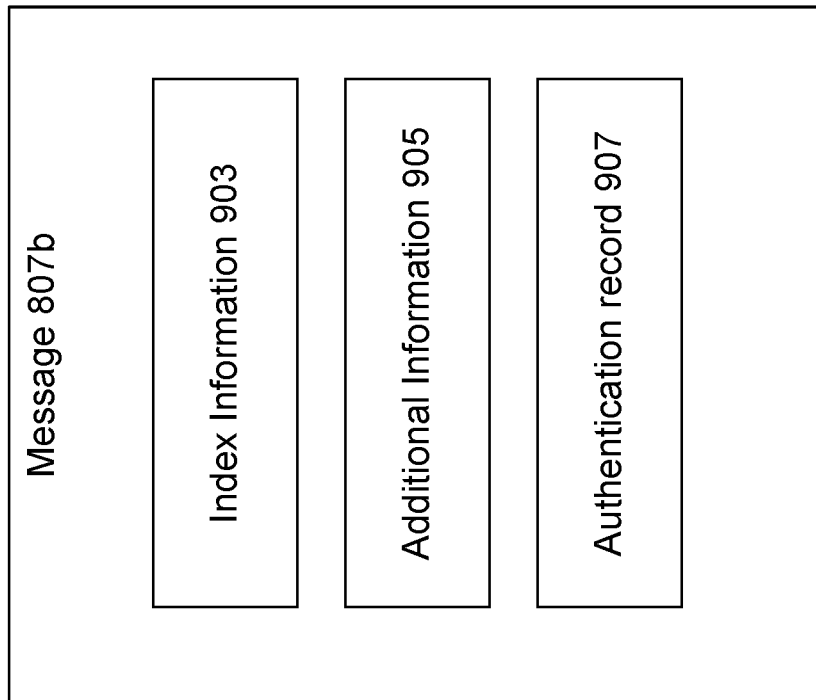 Message 807b
Index Information 903
Additional Information 905
Authentication record 907